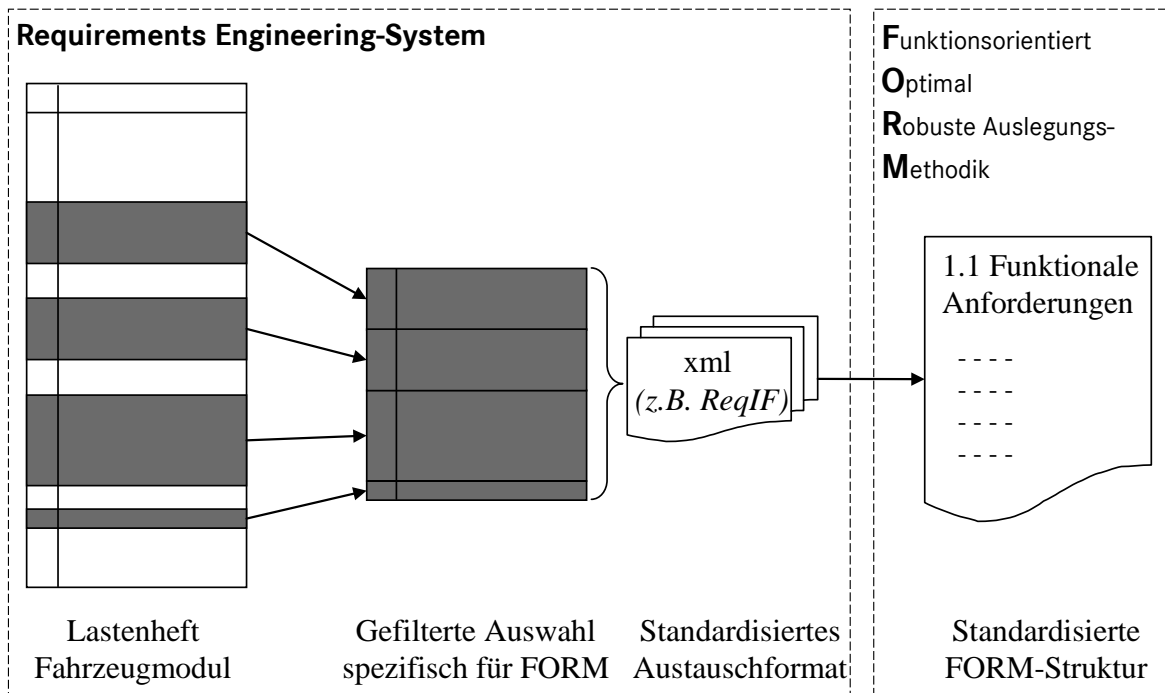 Requirements Engineering-System
Funktionsorientiert
Optimal
Robuste Auslegungs-
Methodik
1.1 Funktionale
Anforderungen
- - - -
- - - -
- - - -
- - - -
xml
(z.B. ReqIF)
Lastenheft
Fahrzeugmodul
Gefilterte Auswahl
spezifisch für FORM
Standardisiertes
Austauschformat
Standardisierte
FORM-Struktur